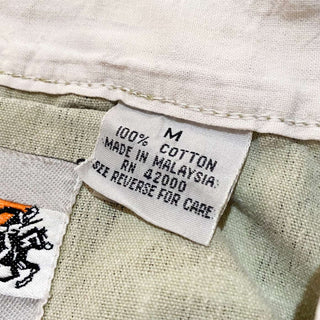 M
100% COTTON
MADE IN MALAYSIA
RN 42000
SEE REVERSE FOR CARE